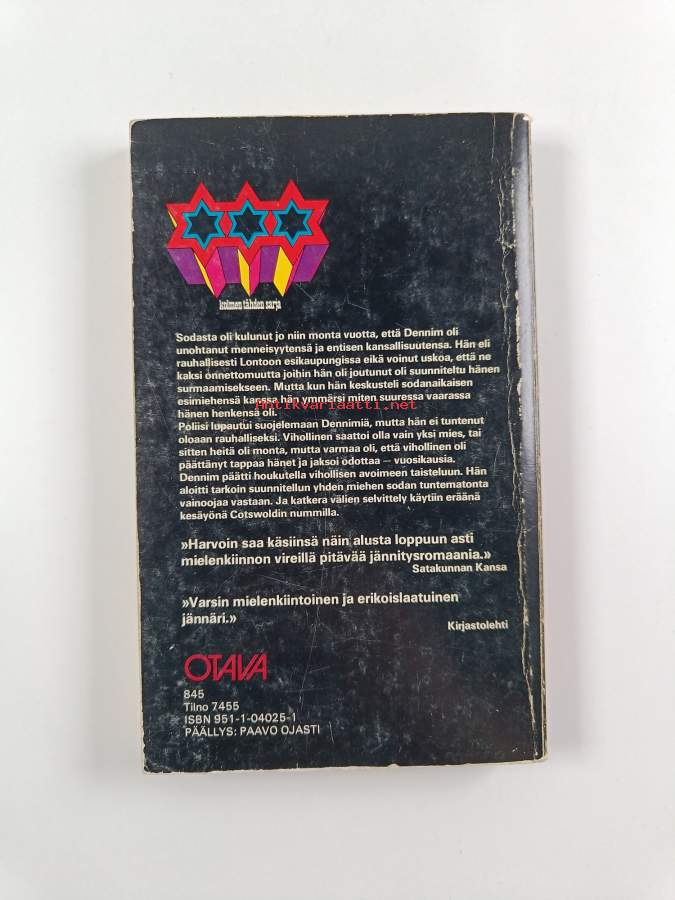 kolmen tähden sarja
Sodasta oli kulunut jo niin monta vuotta, että Dennim oli
unohtanut menneisyytensä ja entisen kansallisuutensa. Hän eli
rauhallisesti Lontoon esikaupungissa eikä voinut uskoa, että ne
kaksi onnettomuutta joihin hän oli joutunut oli suunniteltu hänen
surmaamisekseen. Mutta kun hän keskusteli sodanaikaisen
esimiehensä kanssa hän ymmärsi miten suuressa vaarassa
Antikvariaatti.net
hänen henkensä oli.
Poliisi lupautui suojelemaan Dennimiä, mutta hän ei tuntenut
oloaan rauhalliseksi. Vihollinen saattoi olla vain yksi mies, tai
sitten heitä oli monta, mutta varmaa oli, että vihollinen oli
päättänyt tappaa hänet ja jaksoi odottaa — vuosikausia.
Dennim päätti houkutella vihollisen avoimeen taisteluun. Hän
aloitti tarkoin suunnitellun yhden miehen sodan tuntematonta
vainoojaa vastaan. Ja katkera välien selvittely käytiin eräänä
kesäyönä Cotswoldin nummilla.
»Harvoin saa käsiinsä näin alusta loppuun asti
mielenkiinnon vireillä pitävää jännitysromaania.»
Satakunnan Kansa
»Varsin mielenkiintoinen ja erikoislaatuinen
jännäri.»
Kirjastolehti
OTAVA
845
Tilno 7455
ISBN 951-1-04025-1
PÄÄLLYS: PAAVO OJASTI